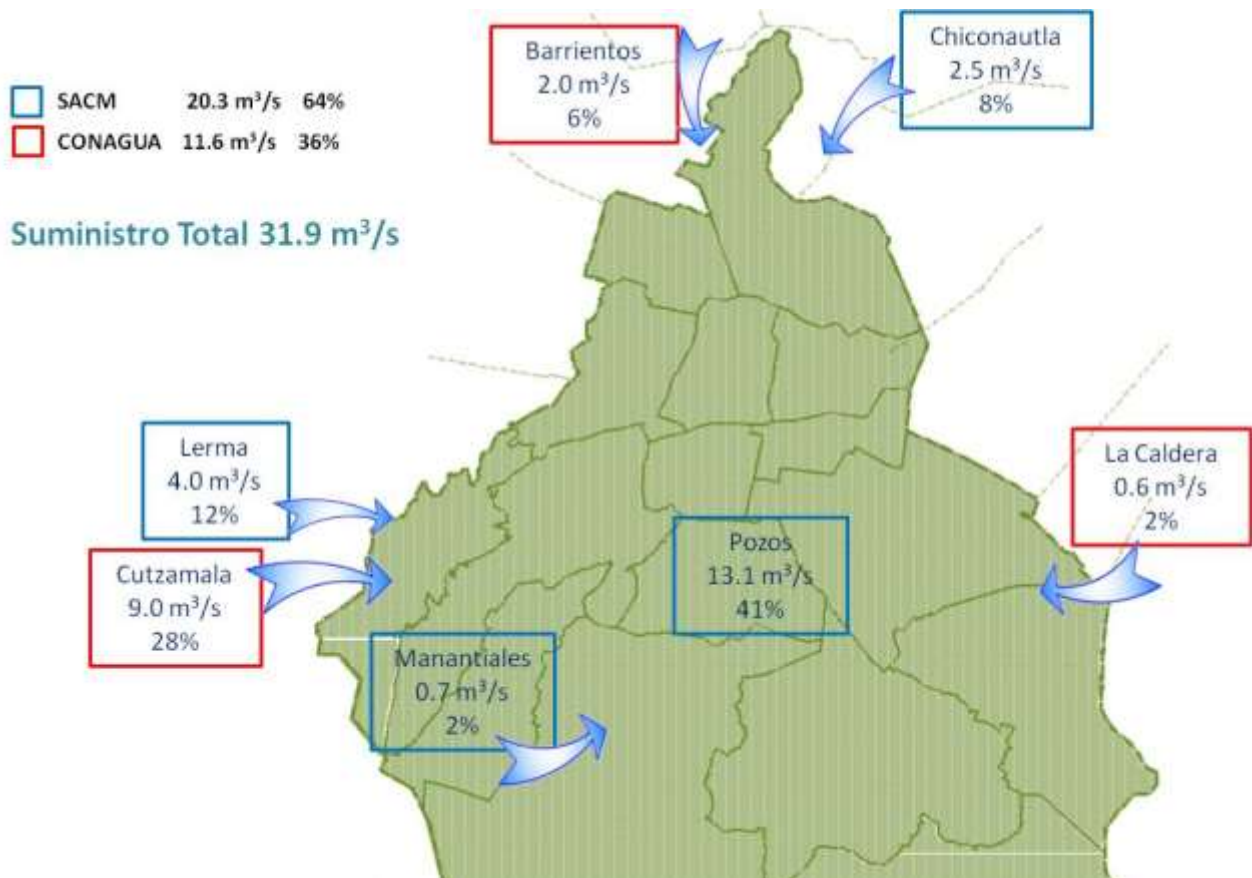 SACM 20.3 m³/s 64%
CONAGUA 11.6 m³/s 36%
Suministro Total 31.9 m³/s
Barrientos
2.0 m³/s
6%
Chiconautla
2.5 m³/s
8%
Lerma
4.0 m³/s
12%
Cutzamala
9.0 m³/s
28%
Manantiales
0.7 m³/s
2%
Pozos
13.1 m³/s
41%
La Caldera
0.6 m³/s
2%